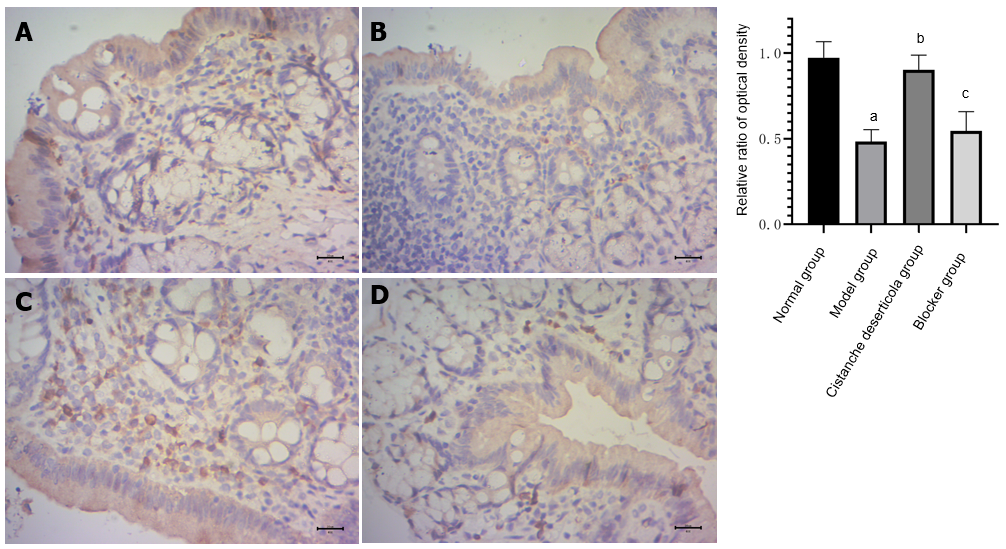 A
B
C
D
Relative ratio of optical density
1.0
0.5
0.0
a
b
c
Normal group
Model group
Cistanche deserticola group
Blocker group